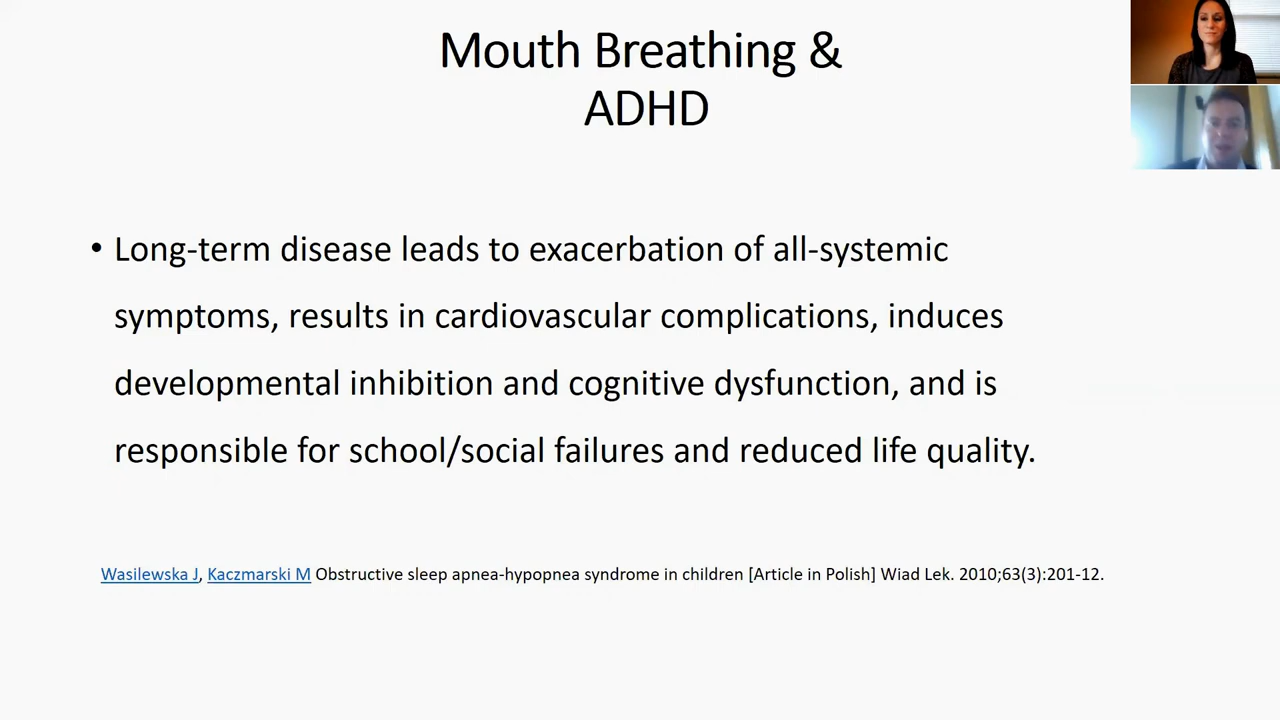 Mouth Breathing &
ADHD
• Long-term disease leads to exacerbation of all-systemic
symptoms, results in cardiovascular complications, induces
developmental inhibition and cognitive dysfunction, and is
responsible for school/social failures and reduced life quality.
Wasilewska J, Kaczmarski M Obstructive sleep apnea-hypopnea syndrome in children [Article in Polish] Wiad Lek. 2010;63(3):201-12.